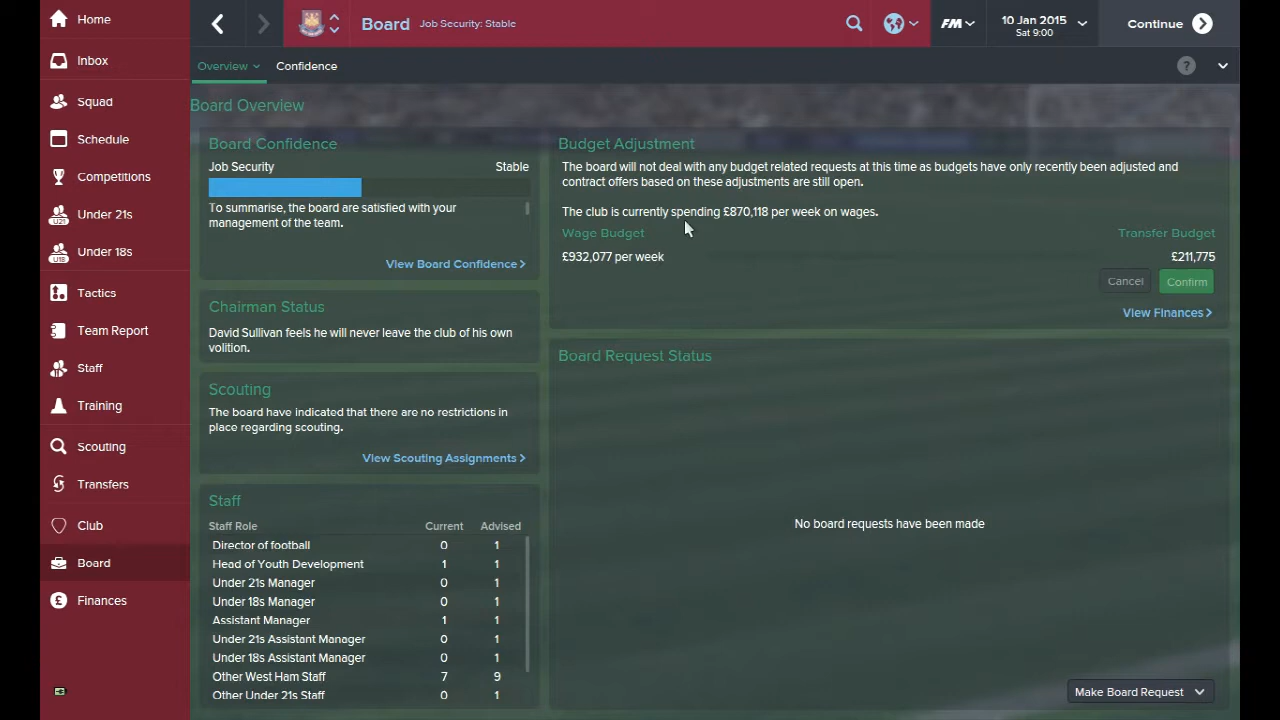 Home
Inbox
Squad
Schedule
Competitions
Under 21s
Under 18s
Tactics
Team Report
Staff
Training
Scouting
Transfers
Club
Board
Finances
Board Job Security: Stable
FM
10 Jan 2015
Sat 9:00
Continue
Overview Confidence
Board Overview
Board Confidence
Job Security Stable
To summarise, the board are satisfied with your
management of the team.
View Board Confidence
Chairman Status
David Sullivan feels he will never leave the club of his own
volition.
Scouting
The board have indicated that there are no restrictions in
place regarding scouting.
View Scouting Assignments
Staff
Staff Role Current Advised
Director of football 0 1
Head of Youth Development 1 1
Under 21s Manager 0 1
Under 18s Manager 0 1
Assistant Manager 1 1
Under 21s Assistant Manager 0 1
Under 18s Assistant Manager 0 1
Other West Ham Staff 7 9
Other Under 21s Staff 0 1
Budget Adjustment
The board will not deal with any budget related requests at this time as budgets have only recently been adjusted and
contract offers based on these adjustments are still open.
The club is currently spending £870,118 per week on wages.
Wage Budget Transfer Budget
£932,077 per week £211,775
Cancel Confirm
View Finances
Board Request Status
No board requests have been made
Make Board Request